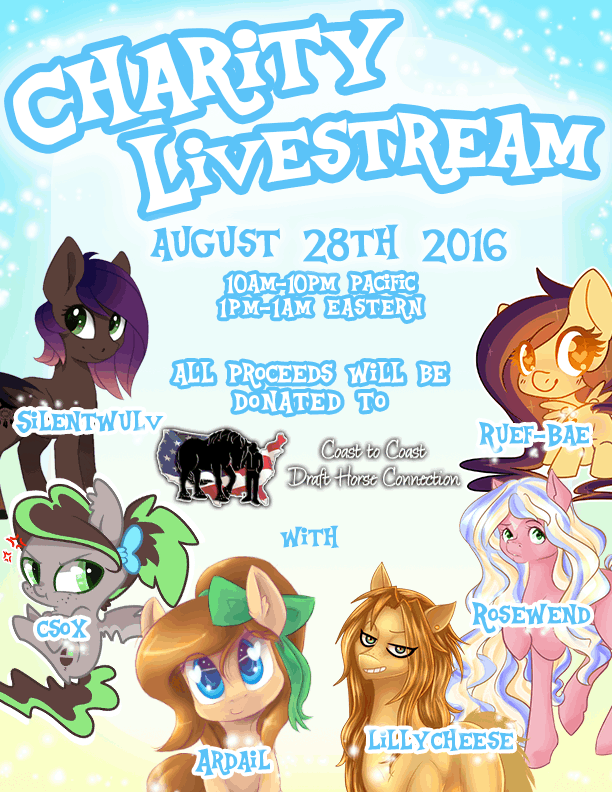 CHARITY
LIVESTREAM
AUGUST 28TH 2016
10AM-10PM PACIFIC
1PM-1AM EASTERN
ALL PROCEEDS WILL BE
DONATED TO
SILENTWULV
RUEF-BAE
Coast to Coast
Draft Horse Connection
WITH
CSOX
ROSEWEND
ARDAIL
LILLYCHEESE